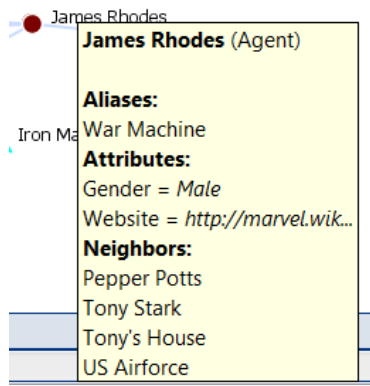 James Rhodes
James Rhodes (Agent)
Aliases:
War Machine
Iron Ma
Attributes:
Gender = Male
Website = http://marvel.wik...
Neighbors:
Pepper Potts
Tony Stark
Tony's House
US Airforce